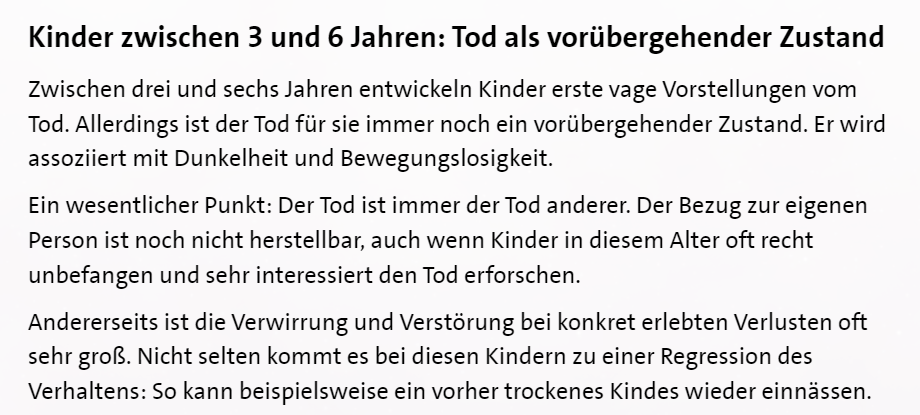 Kinder zwischen 3 und 6 Jahren: Tod als vorübergehender Zustand
Zwischen drei und sechs Jahren entwickeln Kinder erste vage Vorstellungen vom
Tod. Allerdings ist der Tod für sie immer noch ein vorübergehender Zustand. Er wird
assoziiert mit Dunkelheit und Bewegungslosigkeit.
Ein wesentlicher Punkt: Der Tod ist immer der Tod anderer. Der Bezug zur eigenen
Person ist noch nicht herstellbar, auch wenn Kinder in diesem Alter oft recht
unbefangen und sehr interessiert den Tod erforschen.
Andererseits ist die Verwirrung und Verstörung bei konkret erlebten Verlusten oft
sehr groß. Nicht selten kommt es bei diesen Kindern zu einer Regression des
Verhaltens: So kann beispielsweise ein vorher trockenes Kindes wieder einnässen.